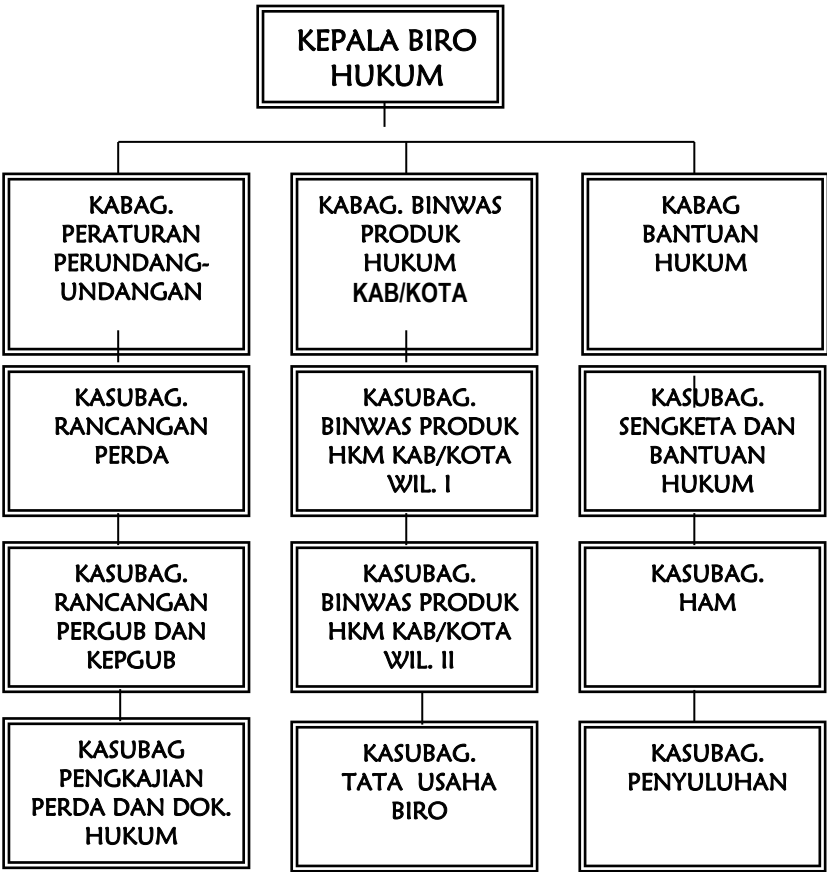 KEPALA BIRO
HUKUM
KABAG.
PERATURAN
PERUNDANG-
UNDANGAN
KABAG. BINWAS
PRODUK
HUKUM
KAB/KOTA
KABAG
BANTUAN
HUKUM
KASUBAG.
RANCANGAN
PERDA
KASUBAG.
BINWAS PRODUK
HKM KAB/KOTA
WIL. I
KASUBAG.
SENGKETA DAN
BANTUAN
HUKUM
KASUBAG.
RANCANGAN
PERGUB DAN
KEPGUB
KASUBAG.
BINWAS PRODUK
HKM KAB/KOTA
WIL. II
KASUBAG.
HAM
KASUBAG
PENGKAJIAN
PERDA DAN DOK.
HUKUM
KASUBAG.
TATA USAHA
BIRO
KASUBAG.
PENYULUHAN